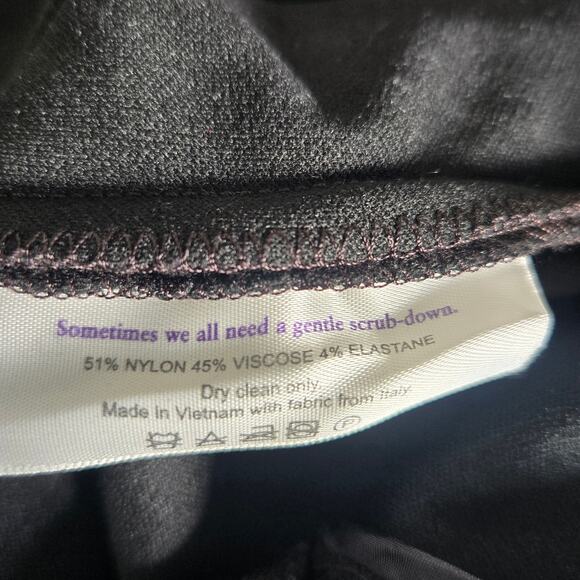 Sometimes we all need a gentle scrub-down.
51% NYLON 45% VISCOSE 4% ELASTANE
Dry clean only
Made in Vietnam with fabric from Italy
P